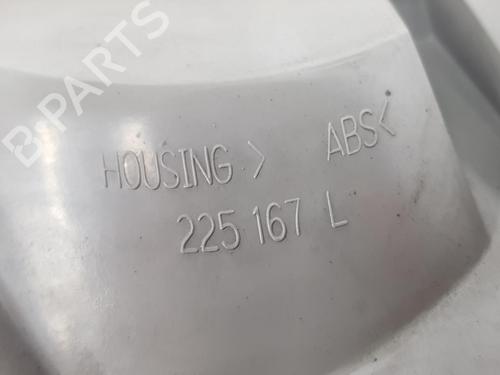 B-PARTS
HOUSING > ABS<
225 167 L